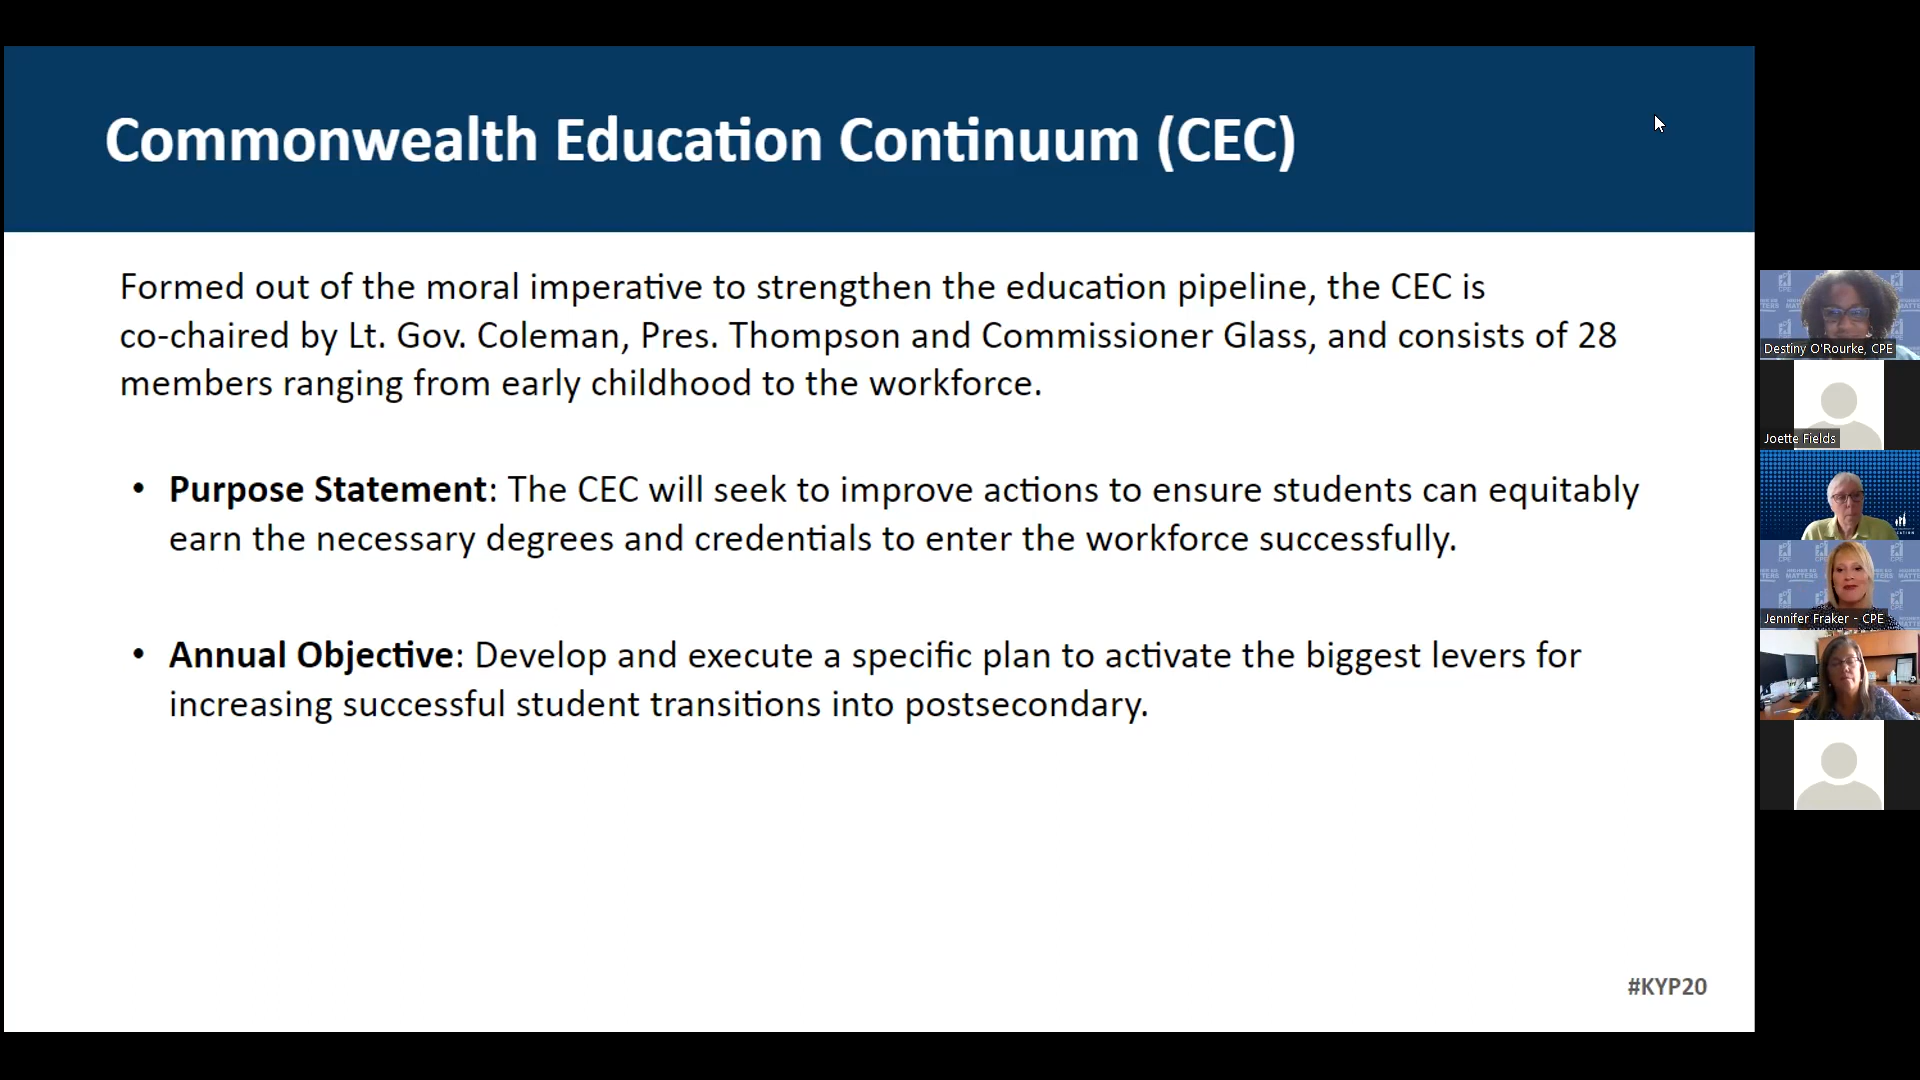 Commonwealth Education Continuum (CEC)
Formed out of the moral imperative to strengthen the education pipeline, the CEC is
co-chaired by Lt. Gov. Coleman, Pres. Thompson and Commissioner Glass, and consists of 28
members ranging from early childhood to the workforce.
• Purpose Statement: The CEC will seek to improve actions to ensure students can equitably
earn the necessary degrees and credentials to enter the workforce successfully.
• Annual Objective: Develop and execute a specific plan to activate the biggest levers for
increasing successful student transitions into postsecondary.
#KYP20
Destiny O'Rourke, CPE
Joette Fields
Jennifer Fraker - CPE